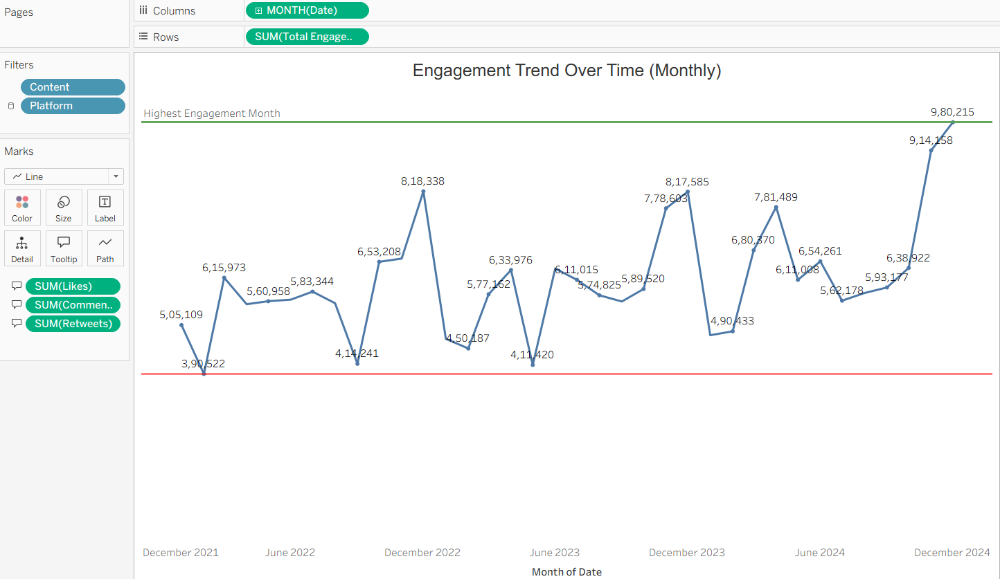 Pages
Columns
MONTH(Date)
Rows
SUM(Total Engage..
Filters
Content
Platform
Marks
Line
Color
Size
Label
Detail
Tooltip
Path
SUM(Likes)
SUM(Commen..
SUM(Retweets)
Engagement Trend Over Time (Monthly)
Highest Engagement Month
5,05,109
3,90,522
6,15,973
5,60,958
5,83,344
4,14,241
6,53,208
8,18,338
4,50,187
5,77,162
6,33,976
4,11,420
6,11,015
5,74,825
5,89,520
7,78,603
8,17,585
4,90,433
6,80,370
7,81,489
6,11,008
6,54,261
5,62,178
5,93,177
6,38,922
9,14,158
9,80,215
December 2021
June 2022
December 2022
June 2023
December 2023
June 2024
December 2024
Month of Date